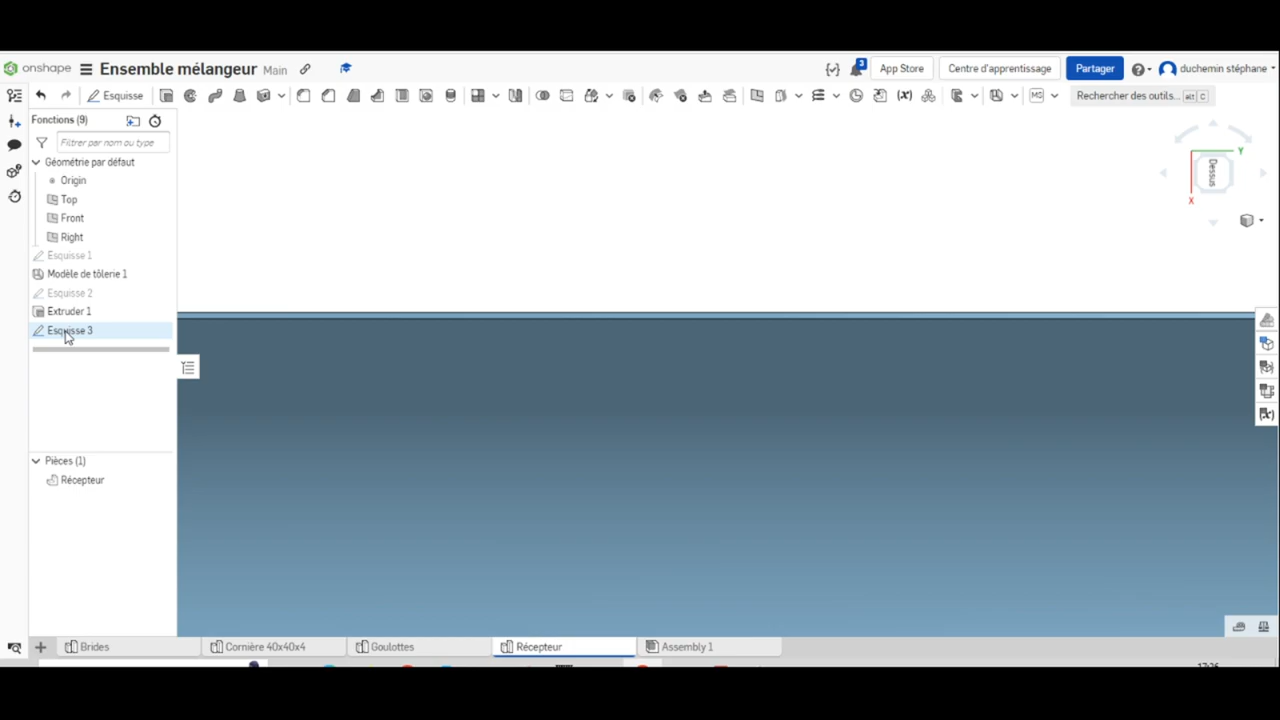 onshape Ensemble mélangeur Main 3 App Store Centre d'apprentissage Partager duchemin stéphane
Esquisse Rechercher des outils... alt C
Fonctions (9)
Filtrer par nom ou type
Géométrie par défaut
Origin
Top
Front
Right
Esquisse 1
Modèle de tôlerie 1
Esquisse 2
Extruder 1
Esquisse 3
Pièces (1)
Récepteur
Y
Dessus
X
Brides Cornière 40x40x4 Goulottes Récepteur Assembly 1